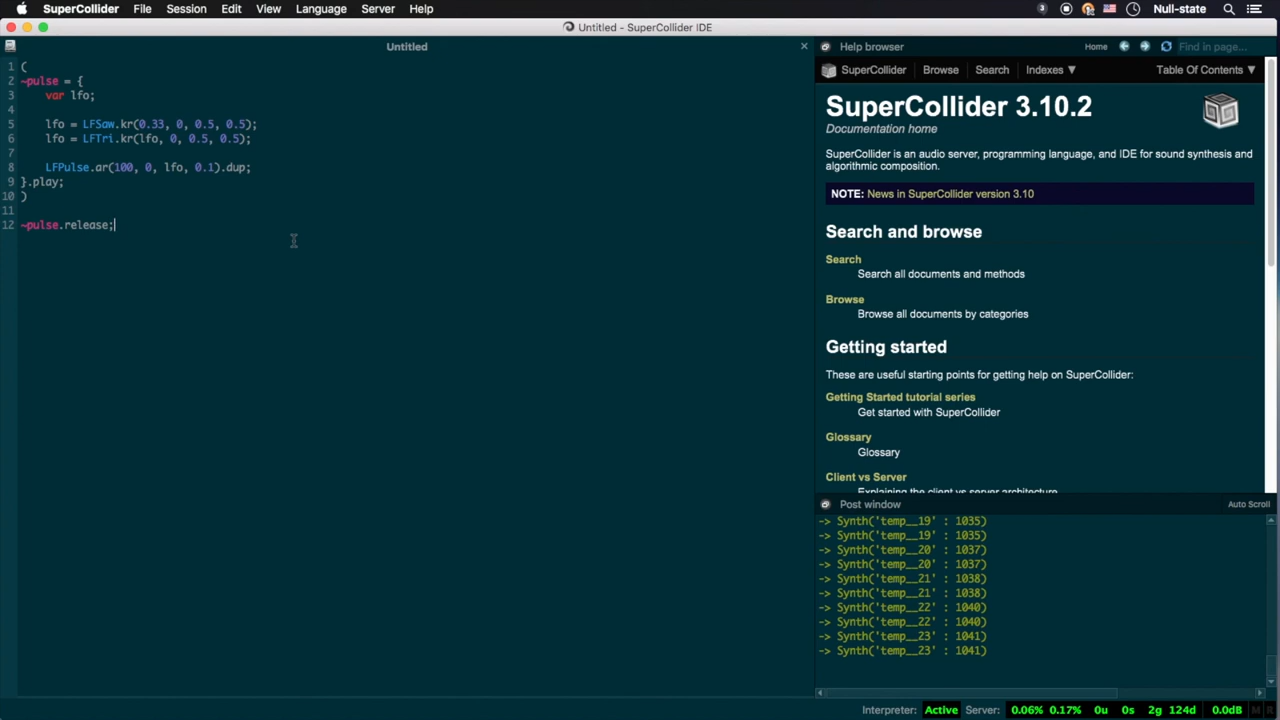 SuperCollider File Session Edit View Language Server Help Null-state
Untitled - SuperCollider IDE
Untitled
1 (
2 ~pulse = {
3 var lfo;
4
5 lfo = LFSaw.kr(0.33, 0, 0.5, 0.5);
6 lfo = LFTri.kr(lfo, 0, 0.5, 0.5);
7
8 LFPulse.ar(100, 0, lfo, 0.1).dup;
9 }.play;
10 )
11
12 ~pulse.release;
Help browser Home Find in page...
SuperCollider Browse Search Indexes ▼ Table Of Contents ▼
SuperCollider 3.10.2
Documentation home
SuperCollider is an audio server, programming language, and IDE for sound synthesis and
algorithmic composition.
NOTE: News in SuperCollider version 3.10
Search and browse
Search
Search all documents and methods
Browse
Browse all documents by categories
Getting started
These are useful starting points for getting help on SuperCollider:
Getting Started tutorial series
Get started with SuperCollider
Glossary
Glossary
Client vs Server
Explaining the client vs server architecture
Post window Auto Scroll
-> Synth('temp__19' : 1035)
-> Synth('temp__19' : 1035)
-> Synth('temp__20' : 1037)
-> Synth('temp__20' : 1037)
-> Synth('temp__21' : 1038)
-> Synth('temp__21' : 1038)
-> Synth('temp__22' : 1040)
-> Synth('temp__22' : 1040)
-> Synth('temp__23' : 1041)
-> Synth('temp__23' : 1041)
Interpreter: Active Server: 0.06% 0.17% 0u 0s 2g 124d 0.0dB M R